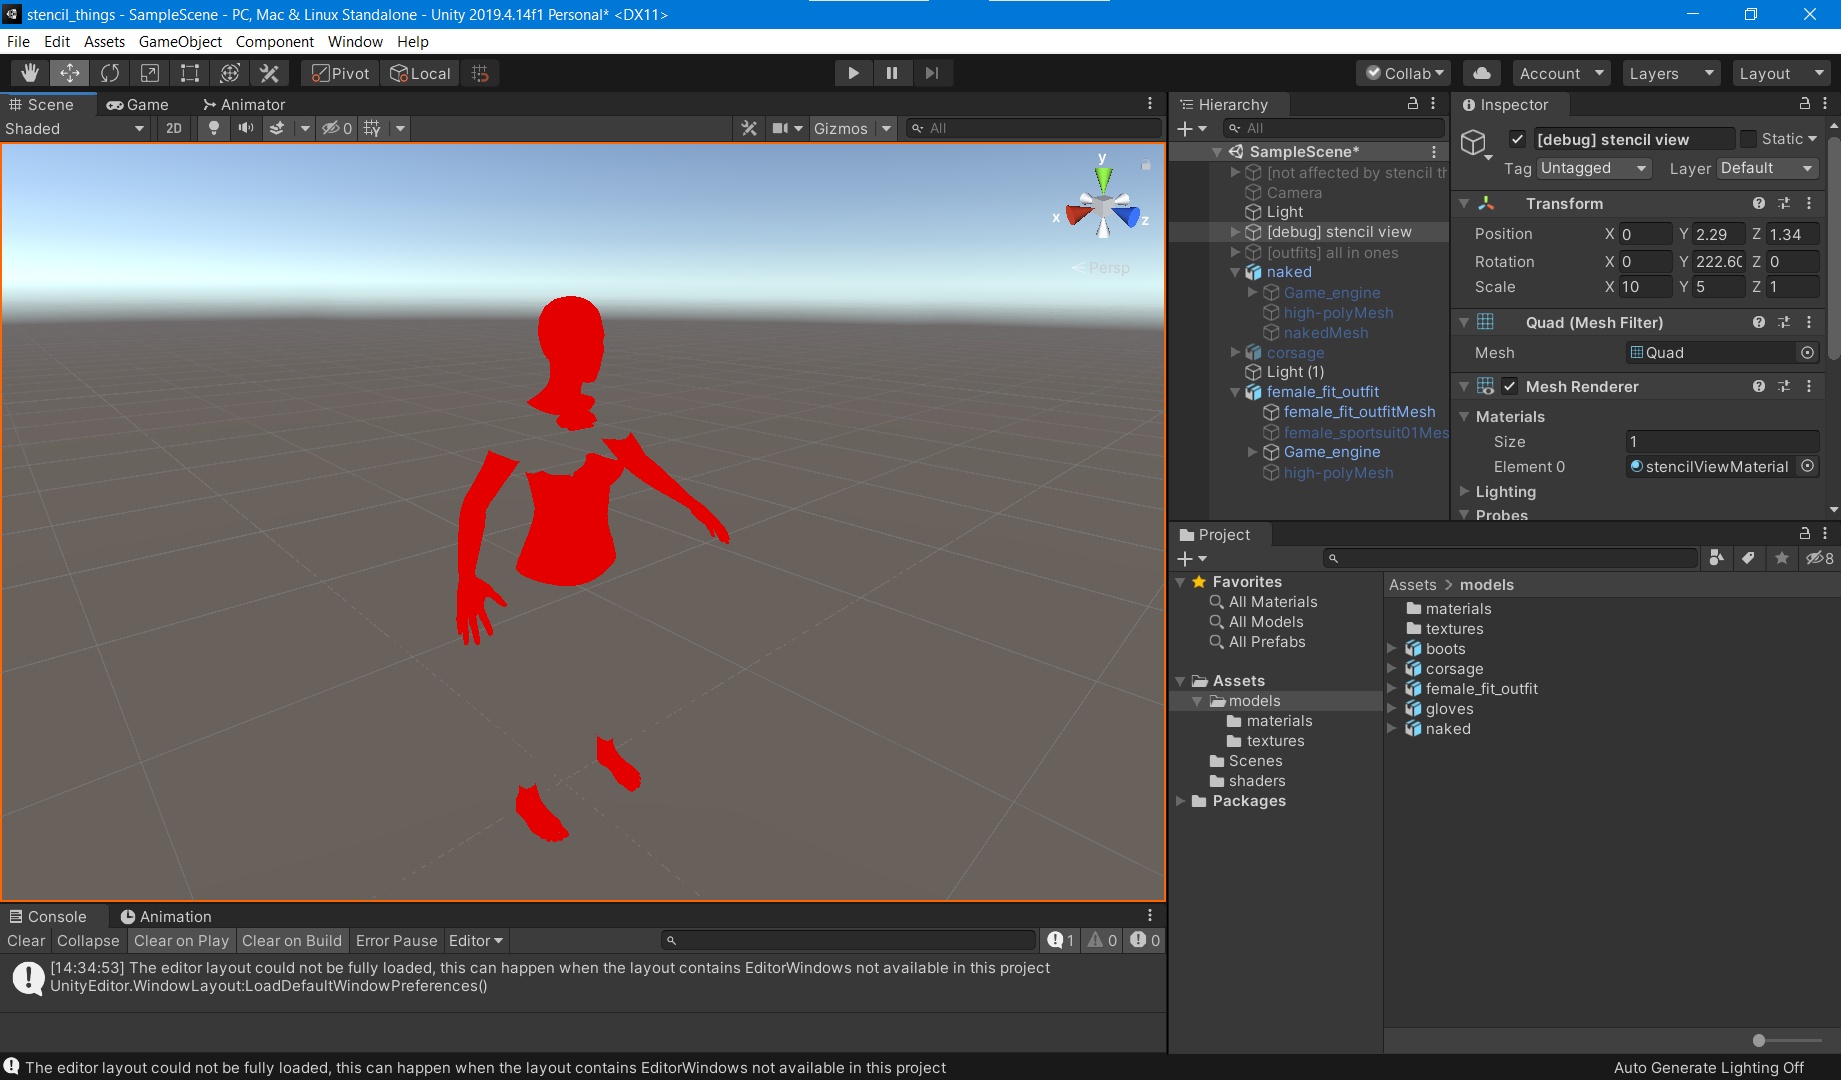 stencil_things - SampleScene - PC, Mac & Linux Standalone - Unity 2019.4.14f1 Personal* <DX11>
File Edit Assets GameObject Component Window Help
Pivot Local Collab Account Layers Layout
Scene Game Animator
Shaded 2D 0 Gizmos All
y
x
z
Persp
Hierarchy
All
SampleScene*
[not affected by stencil th
Camera
Light
[debug] stencil view
[outfits] all in ones
naked
Game_engine
high-polyMesh
nakedMesh
corsage
Light (1)
female_fit_outfit
female_fit_outfitMesh
female_sportsuit01Mes
Game_engine
high-polyMesh
Inspector
[debug] stencil view Static
Tag Untagged Layer Default
Transform
Position X 0 Y 2.29 Z 1.34
Rotation X 0 Y 222.60 Z 0
Scale X 10 Y 5 Z 1
Quad (Mesh Filter)
Mesh Quad
Mesh Renderer
Materials
Size 1
Element 0 stencilViewMaterial
Lighting
Probes
Project
8
Favorites
All Materials
All Models
All Prefabs
Assets
models
materials
textures
Scenes
shaders
Packages
Assets > models
materials
textures
boots
corsage
female_fit_outfit
gloves
naked
Console Animation
Clear Collapse Clear on Play Clear on Build Error Pause Editor 1 0 0
[14:34:53] The editor layout could not be fully loaded, this can happen when the layout contains EditorWindows not available in this project
UnityEditor.WindowLayout:LoadDefaultWindowPreferences()
The editor layout could not be fully loaded, this can happen when the layout contains EditorWindows not available in this project
Auto Generate Lighting Off